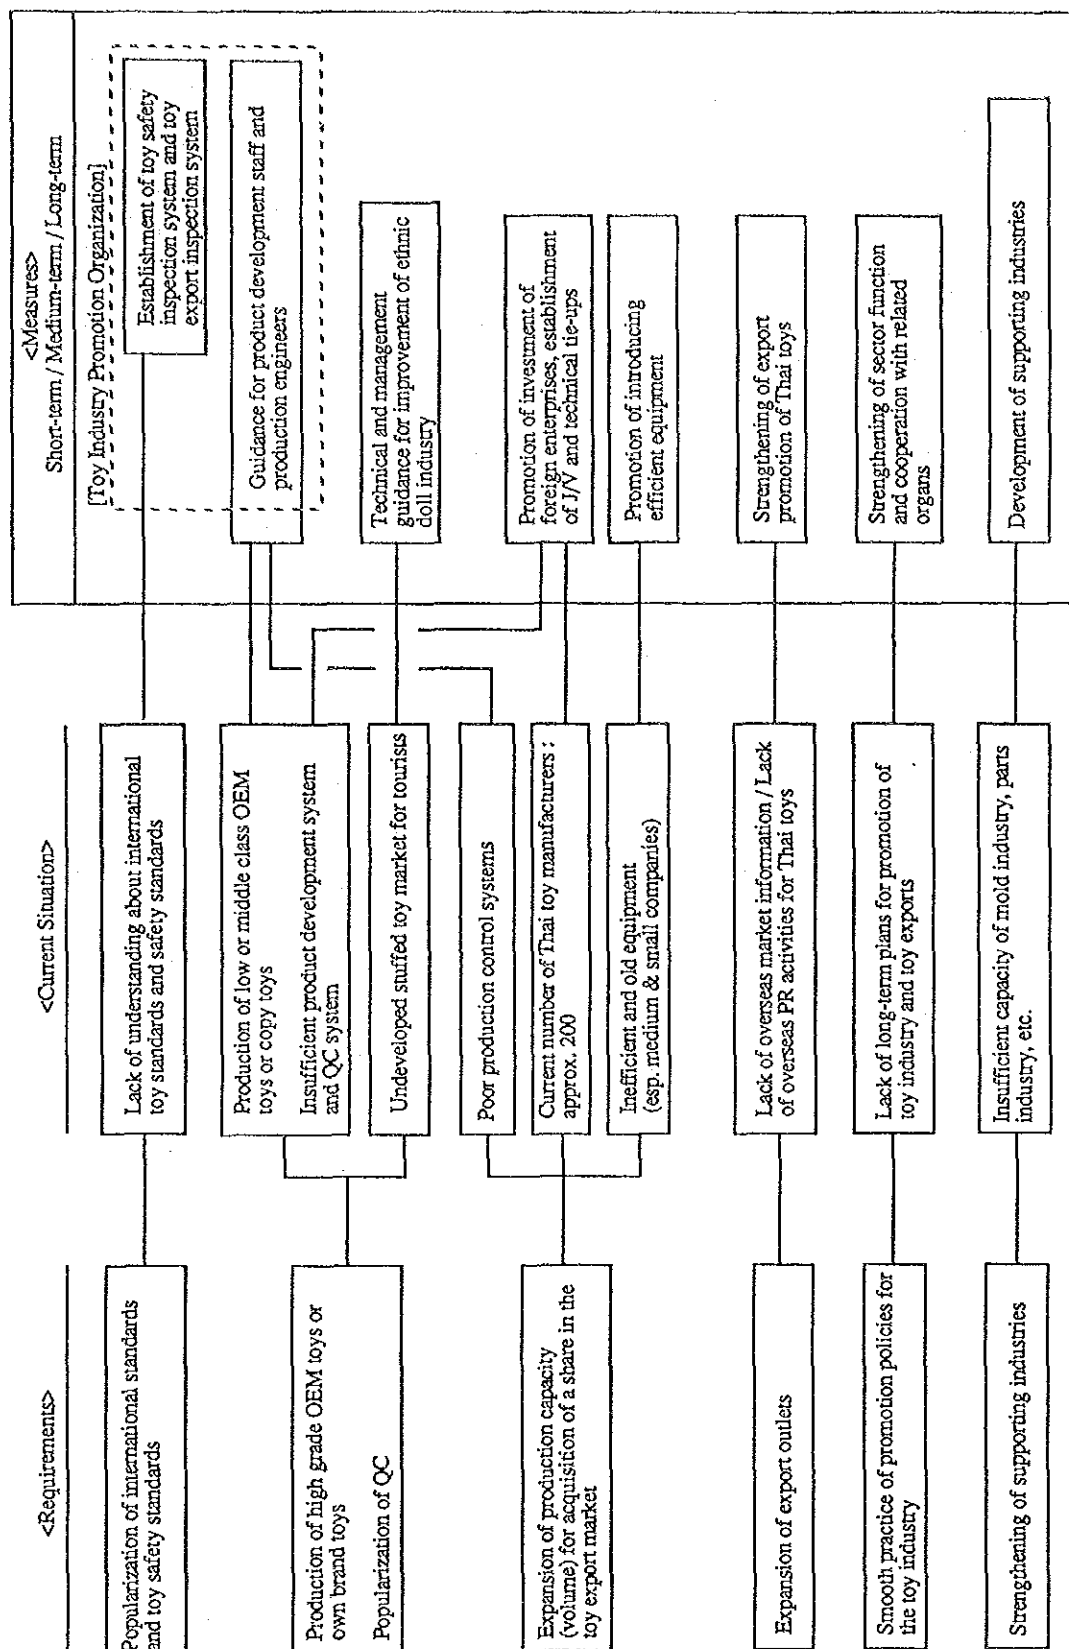 <Requirements>
Popularization of international standards
and toy safety standards
Production of high grade OEM toys or
own brand toys
Popularization of QC
Expansion of production capacity
(volume) for acquisition of a share in the
toy export market
Expansion of export outlets
Smooth practice of promotion policies for
the toy industry
Strengthening of supporting industries
<Current Situation>
Lack of understanding about international
toy standards and safety standards
Production of low or middle class OEM
toys or copy toys
Insufficient product development system
and QC system
Undeveloped stuffed toy market for tourists
Poor production control systems
Current number of Thai toy manufacturers :
approx. 200
Inefficient and old equipment
(esp. medium & small companies)
Lack of overseas market information / Lack
of overseas PR activities for Thai toys
Lack of long-term plans for promotion of
toy industry and toy exports
Insufficient capacity of mold industry, parts
industry, etc.
<Measures>
Short-term / Medium-term / Long-term
[Toy Industry Promotion Organization]
Establishment of toy safety
inspection system and toy
export inspection system
Guidance for product development staff and
production engineers
Technical and management
guidance for improvement of ethnic
doll industry
Promotion of investment of
foreign enterprises, establishment
of J/V and technical tie-ups
Promotion of introducing
efficient equipment
Strengthening of export
promotion of Thai toys
Strengthening of sector function
and cooperation with related
organs
Development of supporting industries